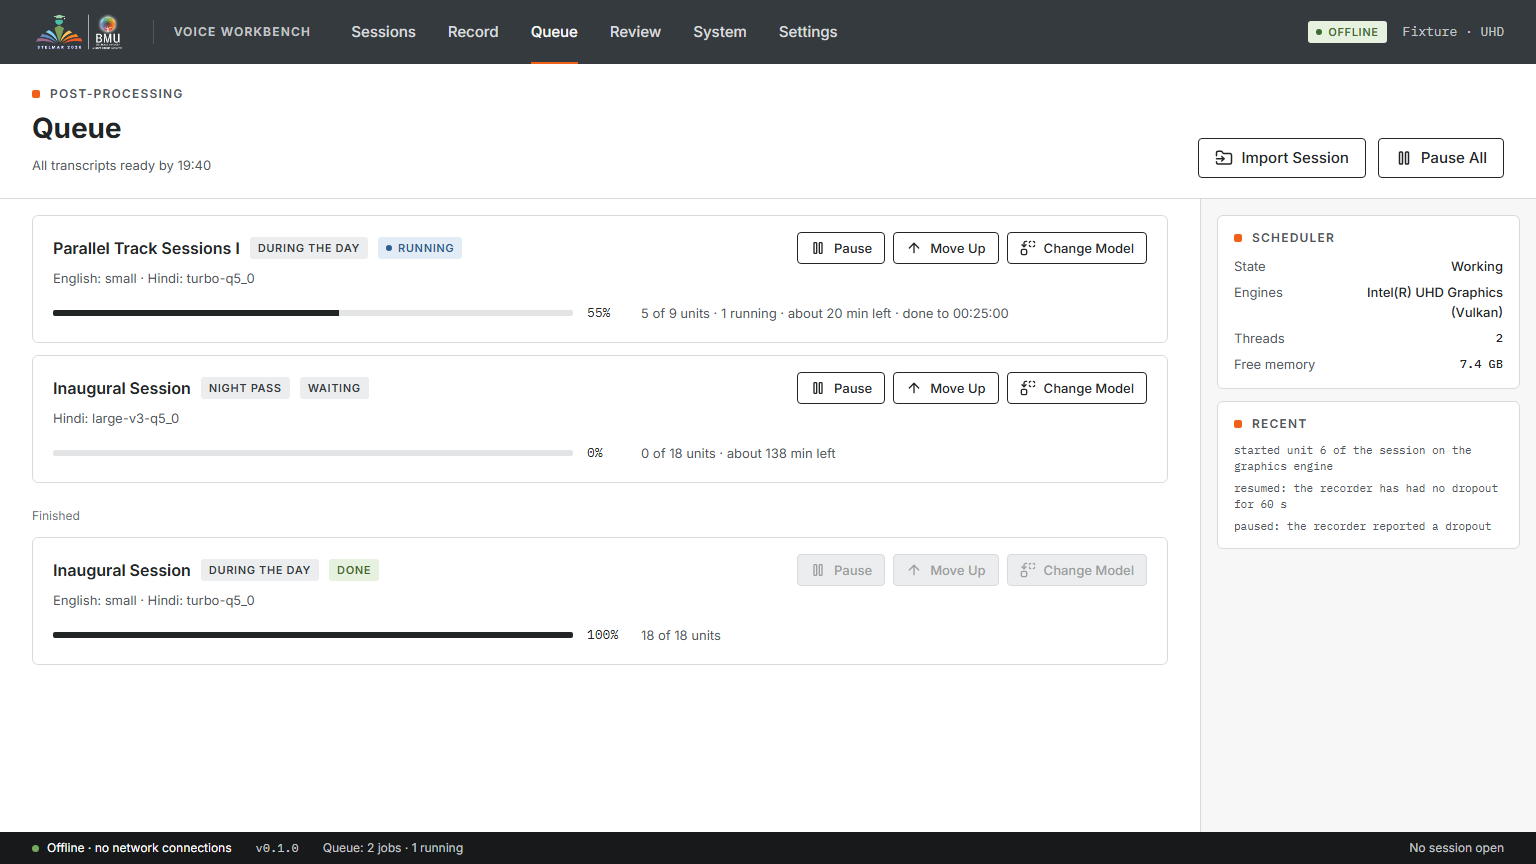 STELMAR 2026
BMU
VOICE WORKBENCH
Sessions
Record
Queue
Review
System
Settings
OFFLINE
Fixture · UHD
POST-PROCESSING
Queue
All transcripts ready by 19:40
Import Session
Pause All
Parallel Track Sessions I
DURING THE DAY
RUNNING
Pause
Move Up
Change Model
English: small · Hindi: turbo-q5_0
55%
5 of 9 units · 1 running · about 20 min left · done to 00:25:00
Inaugural Session
NIGHT PASS
WAITING
Pause
Move Up
Change Model
Hindi: large-v3-q5_0
0%
0 of 18 units · about 138 min left
Finished
Inaugural Session
DURING THE DAY
DONE
Pause
Move Up
Change Model
English: small · Hindi: turbo-q5_0
100%
18 of 18 units
SCHEDULER
State
Working
Engines
Intel(R) UHD Graphics
(Vulkan)
Threads
2
Free memory
7.4 GB
RECENT
started unit 6 of the session on the
graphics engine
resumed: the recorder has had no dropout
for 60 s
paused: the recorder reported a dropout
Offline · no network connections
v0.1.0
Queue: 2 jobs · 1 running
No session open